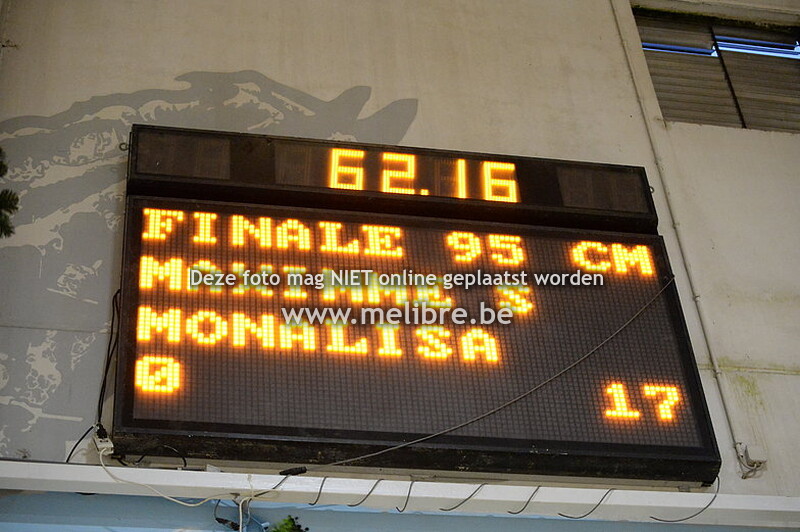 62.16
FINALE 95 CM
S
Deze foto mag NIET online geplaatst worden
www.melibre.be©
MONALISA
0 17